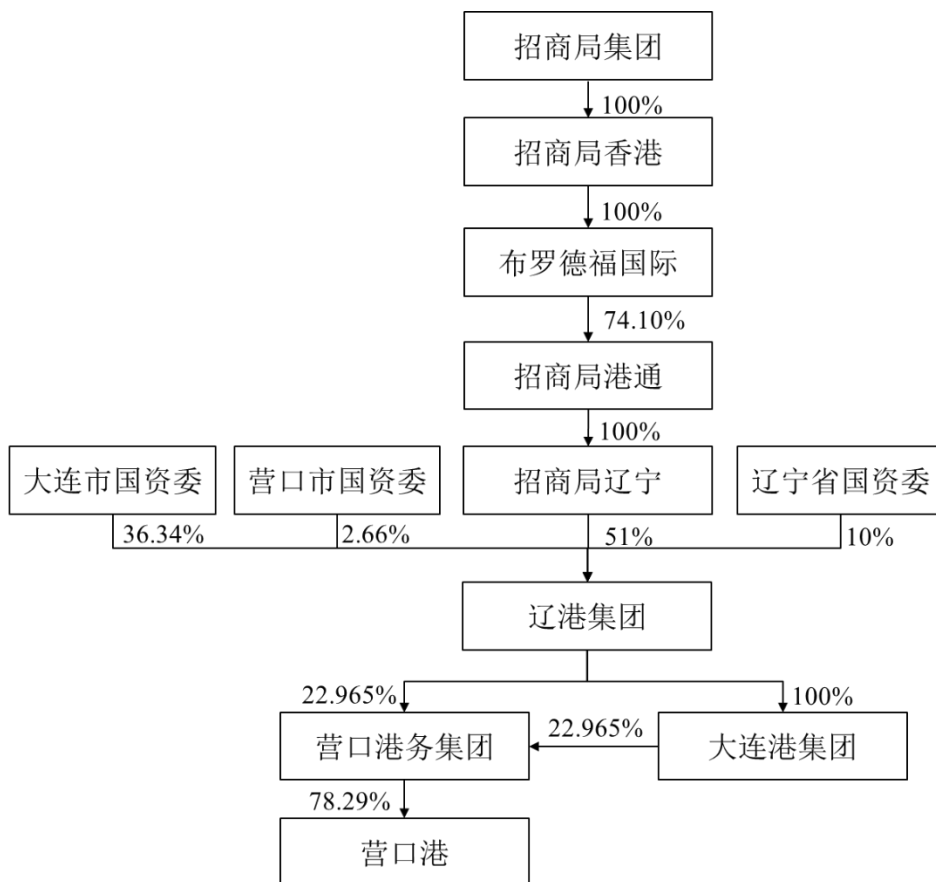 招商局集团
100%
招商局香港
100%
布罗德福国际
74.10%
招商局港通
100%
大连市国资委
营口市国资委
招商局辽宁
辽宁省国资委
36.34%
2.66%
51%
10%
辽港集团
22.965%
100%
营口港务集团
22.965%
大连港集团
78.29%
营口港